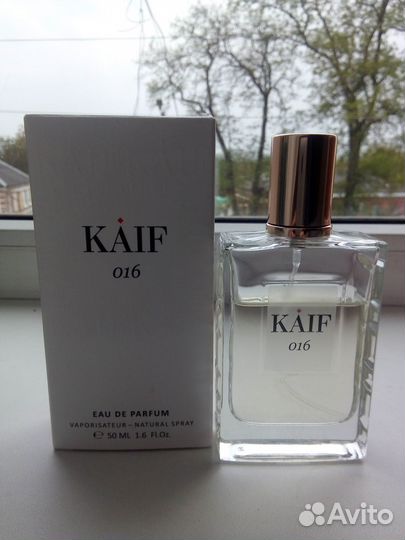 KAIF
016
EAU DE PARFUM
VAPORISATEUR – NATURAL SPRAY
℮ 50 ML 1.6 FL.Oz.
KAIF
016
Avito